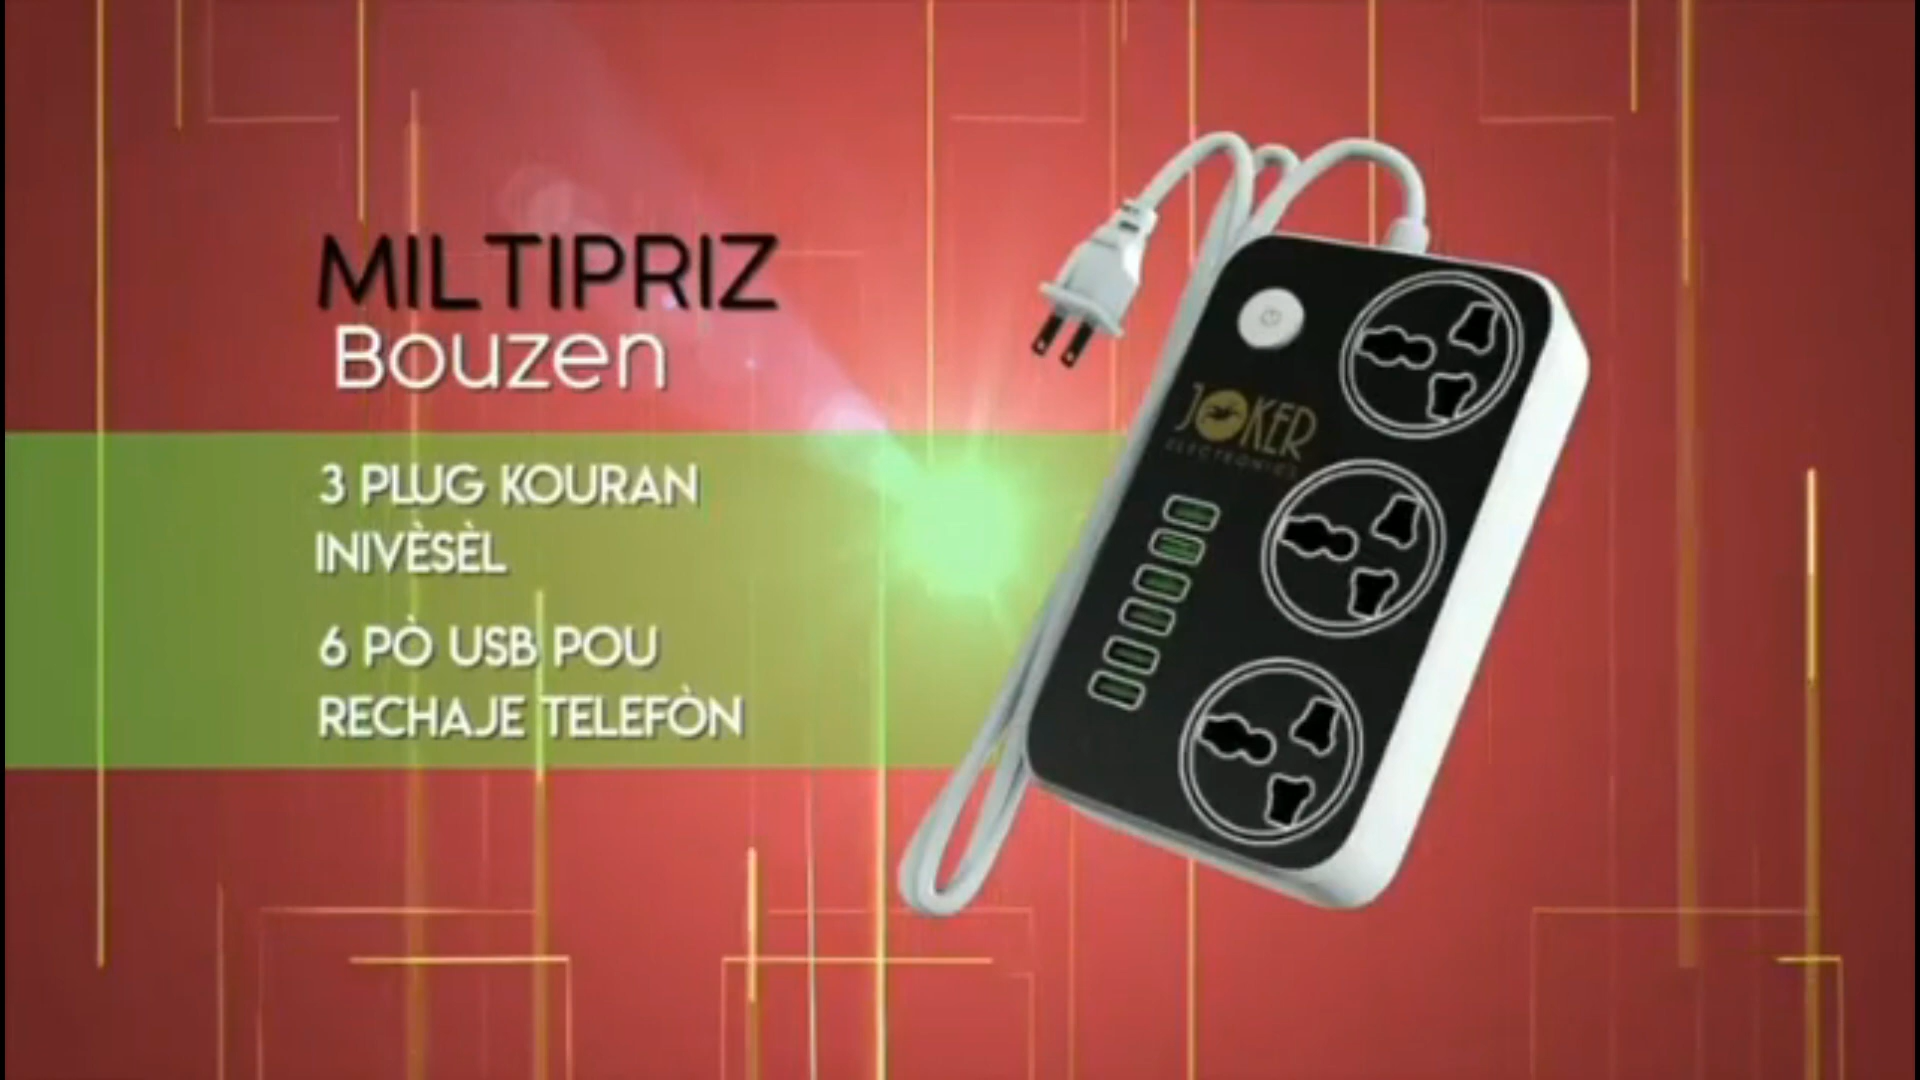 MILTIPRIZ
Bouzen
3 PLUG KOURAN
INIVÈSÈL
6 PÒ USB POU
RECHAJE TELEFÒN
JOKER
ELECTRONICS